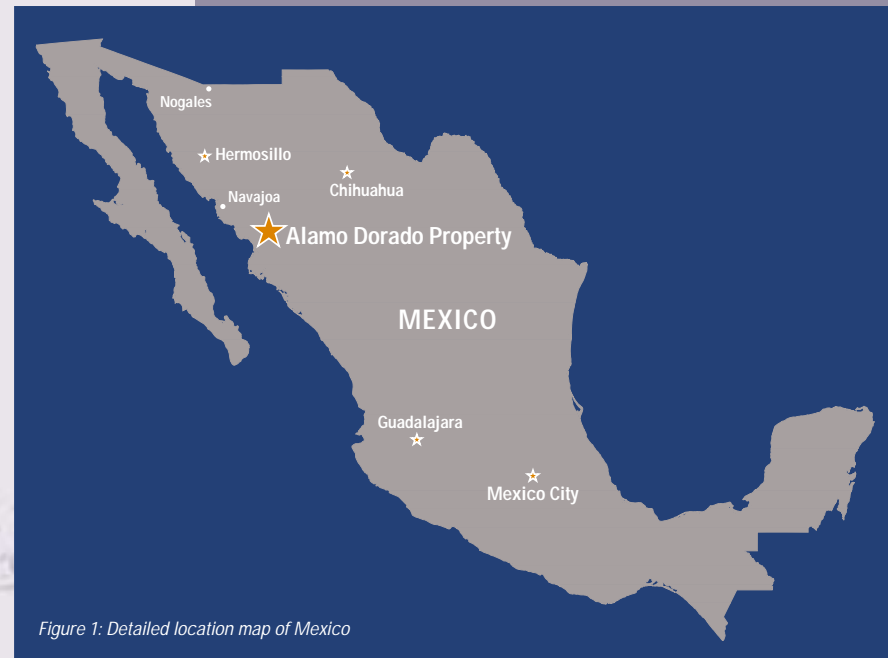 Nogales
Hermosillo
Chihuahua
Navajoa
Alamo Dorado Property
MEXICO
Guadalajara
Mexico City
Figure 1: Detailed location map of Mexico